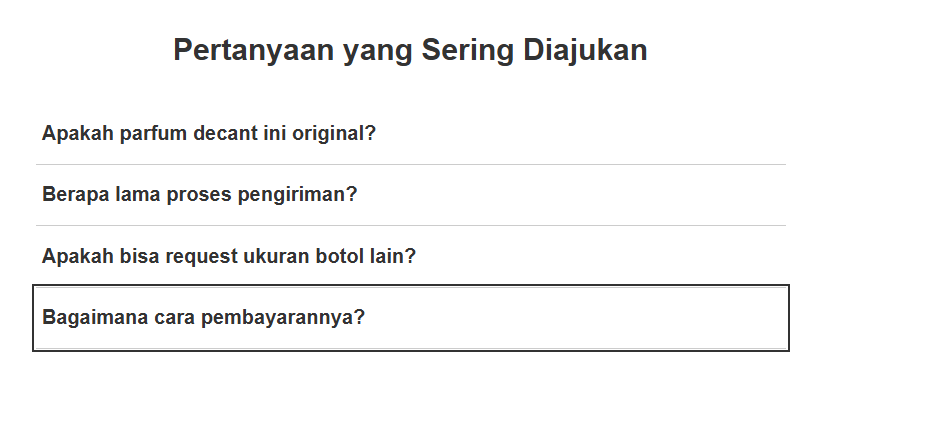 Pertanyaan yang Sering Diajukan
Apakah parfum decant ini original?
Berapa lama proses pengiriman?
Apakah bisa request ukuran botol lain?
Bagaimana cara pembayarannya?